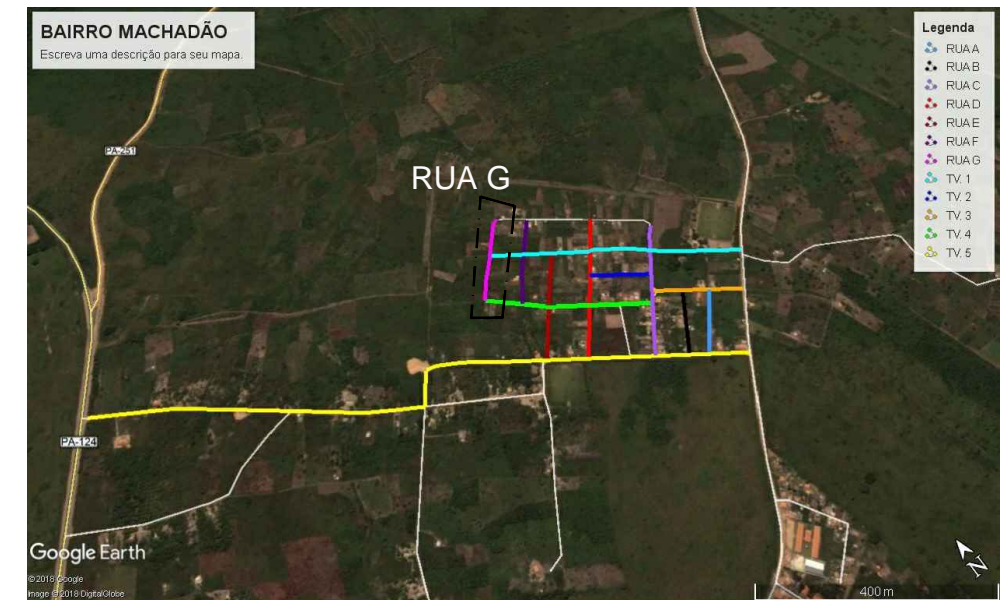 BAIRRO MACHADÃO
Escreva uma descrição para seu mapa.
Legenda
RUA A
RUA B
RUA C
RUA D
RUA E
RUA F
RUA G
TV. 1
TV. 2
TV. 3
TV. 4
TV. 5
PA-251
RUA G
PA-124
Google Earth
© 2018 Google
Image © 2018 DigitalGlobe
400 m
N